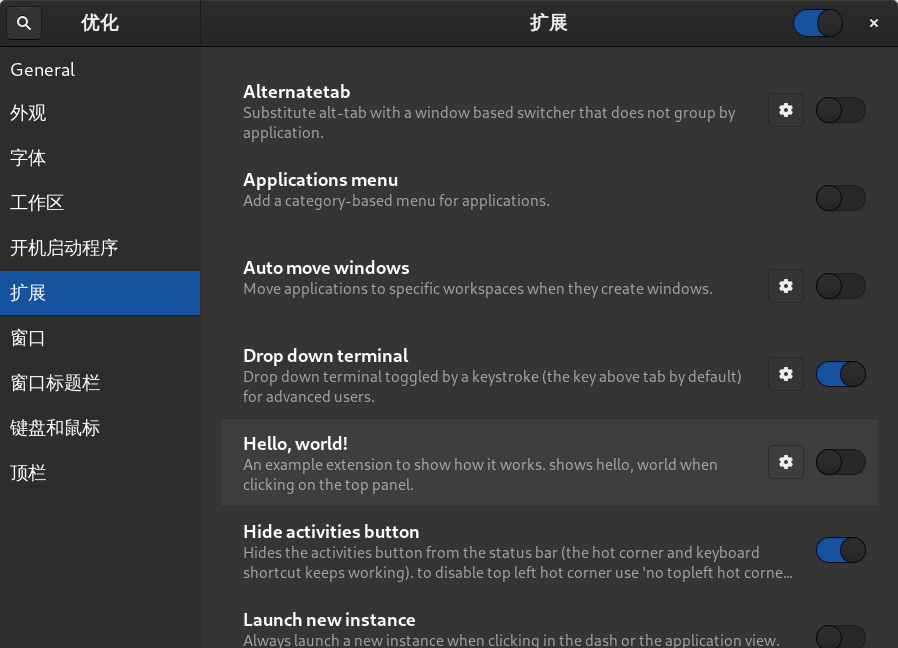 优化
扩展
General
外观
字体
工作区
开机启动程序
扩展
窗口
窗口标题栏
键盘和鼠标
顶栏
Alternatetab
Substitute alt-tab with a window based switcher that does not group by
application.
Applications menu
Add a category-based menu for applications.
Auto move windows
Move applications to specific workspaces when they create windows.
Drop down terminal
Drop down terminal toggled by a keystroke (the key above tab by default)
for advanced users.
Hello, world!
An example extension to show how it works. shows hello, world when
clicking on the top panel.
Hide activities button
Hides the activities button from the status bar (the hot corner and keyboard
shortcut keeps working). to disable top left hot corner use 'no topleft hot corne…
Launch new instance
Always launch a new instance when clicking in the dash or the application view.